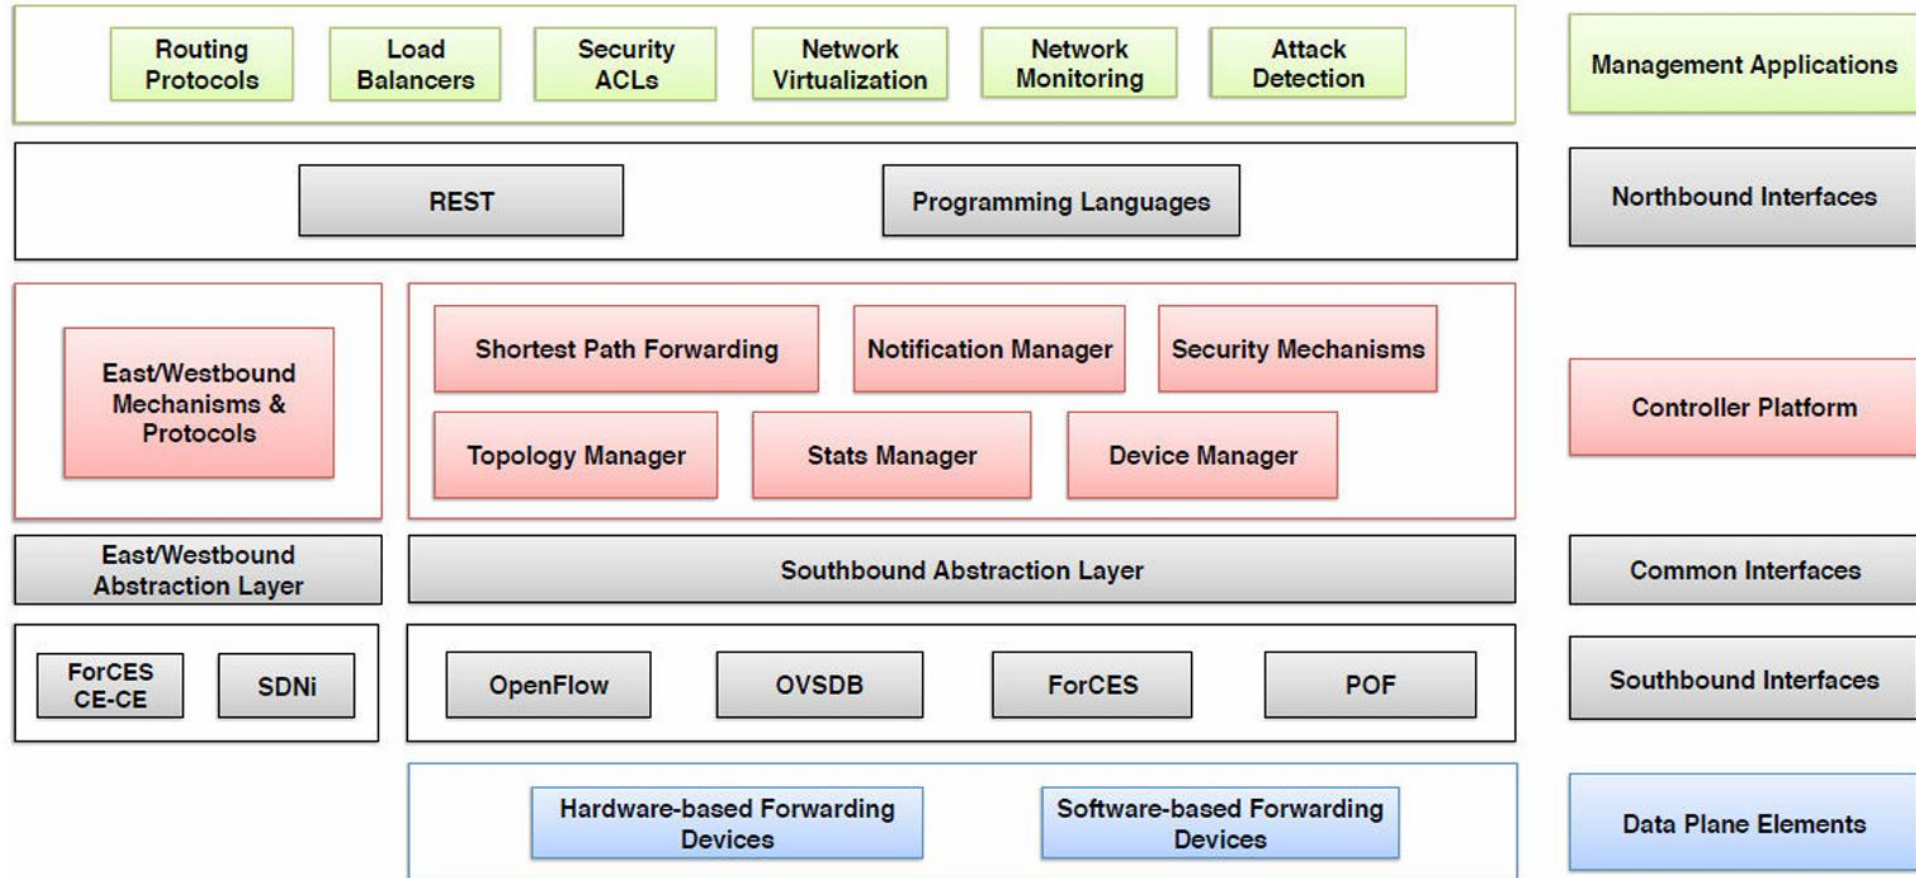 Routing
Protocols
Load
Balancers
Security
ACLs
Network
Virtualization
Network
Monitoring
Attack
Detection
Management Applications
REST
Programming Languages
Northbound Interfaces
East/Westbound
Mechanisms &
Protocols
Shortest Path Forwarding
Notification Manager
Security Mechanisms
Topology Manager
Stats Manager
Device Manager
Controller Platform
East/Westbound
Abstraction Layer
Southbound Abstraction Layer
Common Interfaces
ForCES
CE-CE
SDNi
OpenFlow
OVSDB
ForCES
POF
Southbound Interfaces
Hardware-based Forwarding
Devices
Software-based Forwarding
Devices
Data Plane Elements